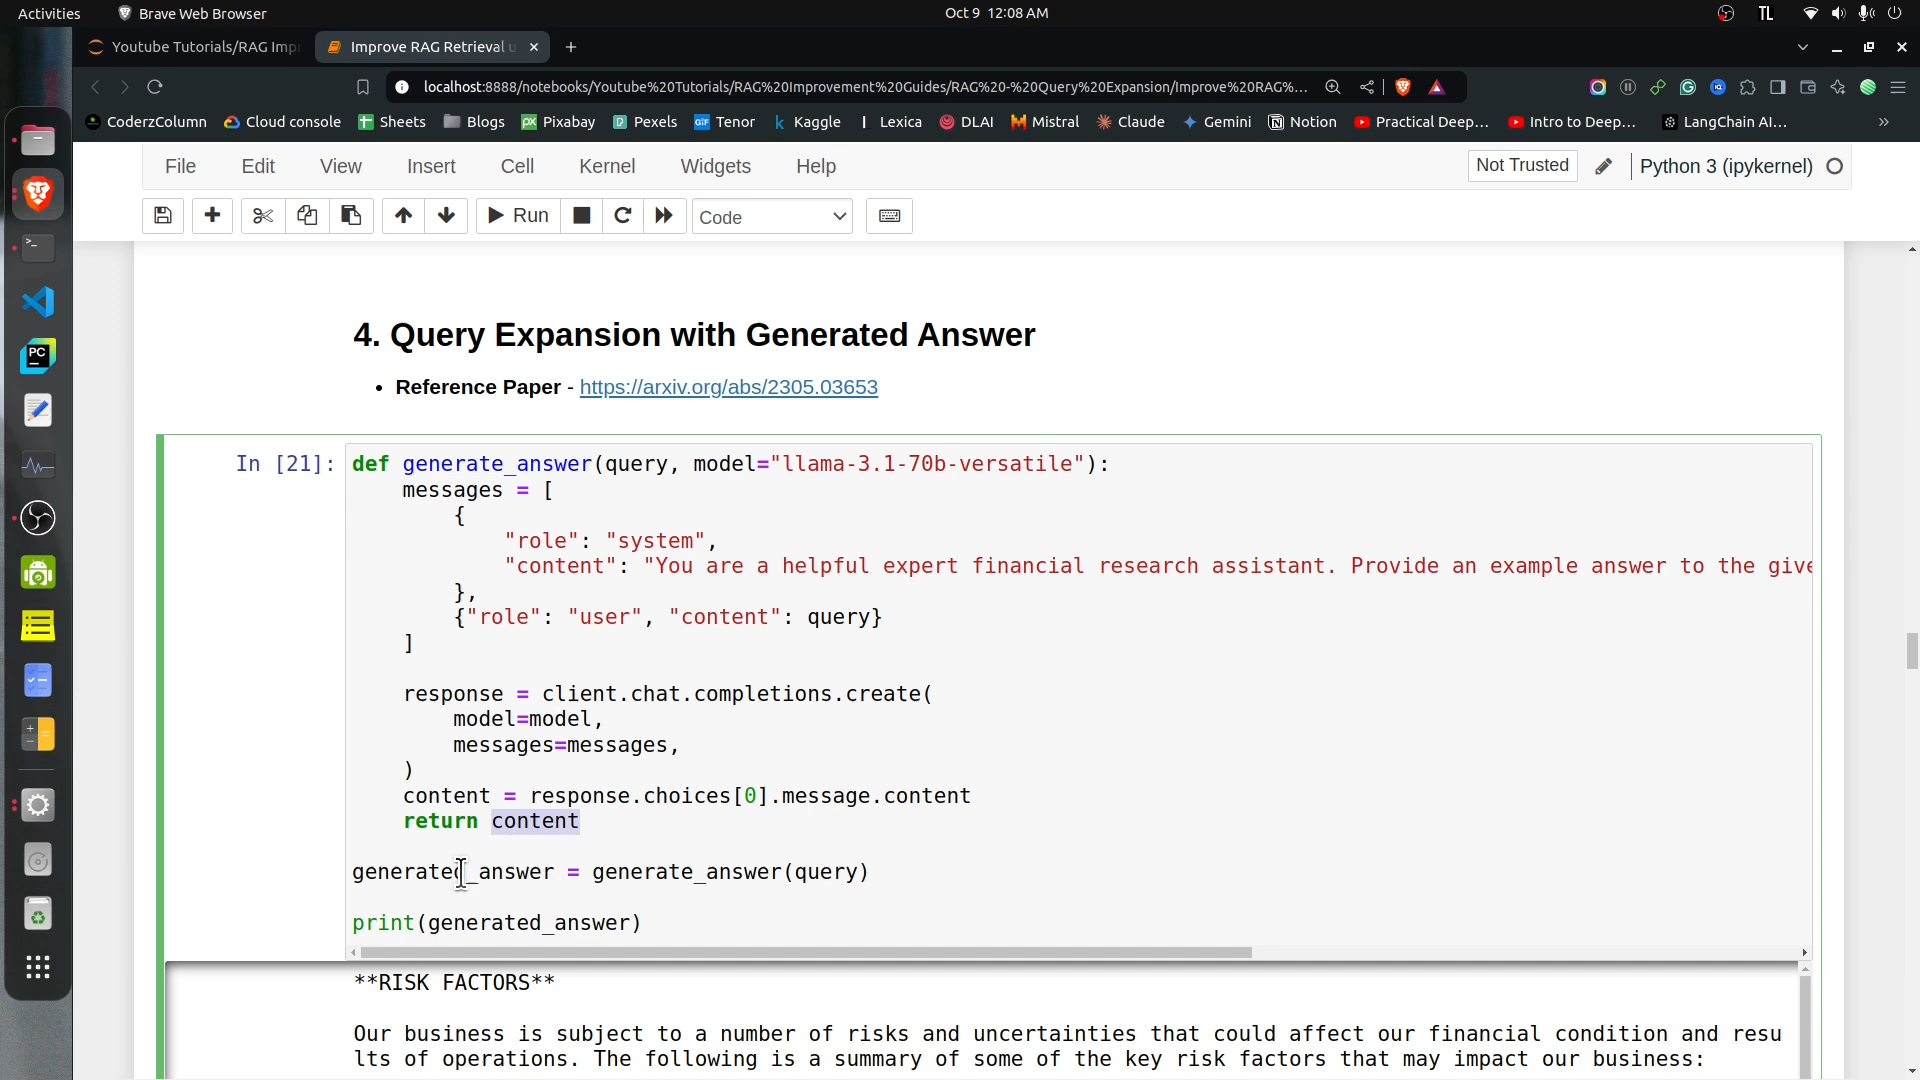 Activities Brave Web Browser Oct 9 12:08 AM TL
Youtube Tutorials/RAG Imp Improve RAG Retrieval u
localhost:8888/notebooks/Youtube%20Tutorials/RAG%20Improvement%20Guides/RAG%20-%20Query%20Expansion/Improve%20RAG%...
CoderzColumn Cloud console Sheets Blogs Pixabay Pexels Tenor Kaggle Lexica DLAI Mistral Claude Gemini Notion Practical Deep... Intro to Deep... LangChain AI...
File Edit View Insert Cell Kernel Widgets Help Not Trusted Python 3 (ipykernel)
Run Code
4. Query Expansion with Generated Answer
• Reference Paper - https://arxiv.org/abs/2305.03653
In [21]: def generate_answer(query, model="llama-3.1-70b-versatile"):
messages = [
{
"role": "system",
"content": "You are a helpful expert financial research assistant. Provide an example answer to the give
},
{"role": "user", "content": query}
]
response = client.chat.completions.create(
model=model,
messages=messages,
)
content = response.choices[0].message.content
return content
generated_answer = generate_answer(query)
print(generated_answer)
**RISK FACTORS**
Our business is subject to a number of risks and uncertainties that could affect our financial condition and resu
lts of operations. The following is a summary of some of the key risk factors that may impact our business: